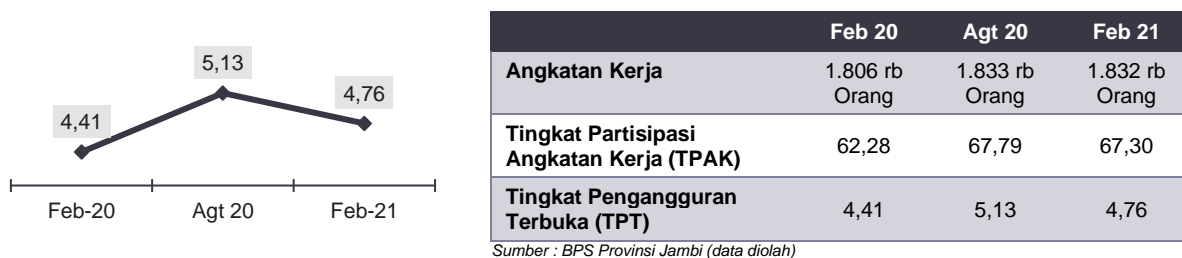 5,13
4,76
4,41
Feb-20 Agt 20 Feb-21
Feb 20 Agt 20 Feb 21
Angkatan Kerja 1.806 rb 1.833 rb 1.832 rb
Orang Orang Orang
Tingkat Partisipasi
Angkatan Kerja (TPAK) 62,28 67,79 67,30
Tingkat Pengangguran
Terbuka (TPT) 4,41 5,13 4,76
Sumber : BPS Provinsi Jambi (data diolah)